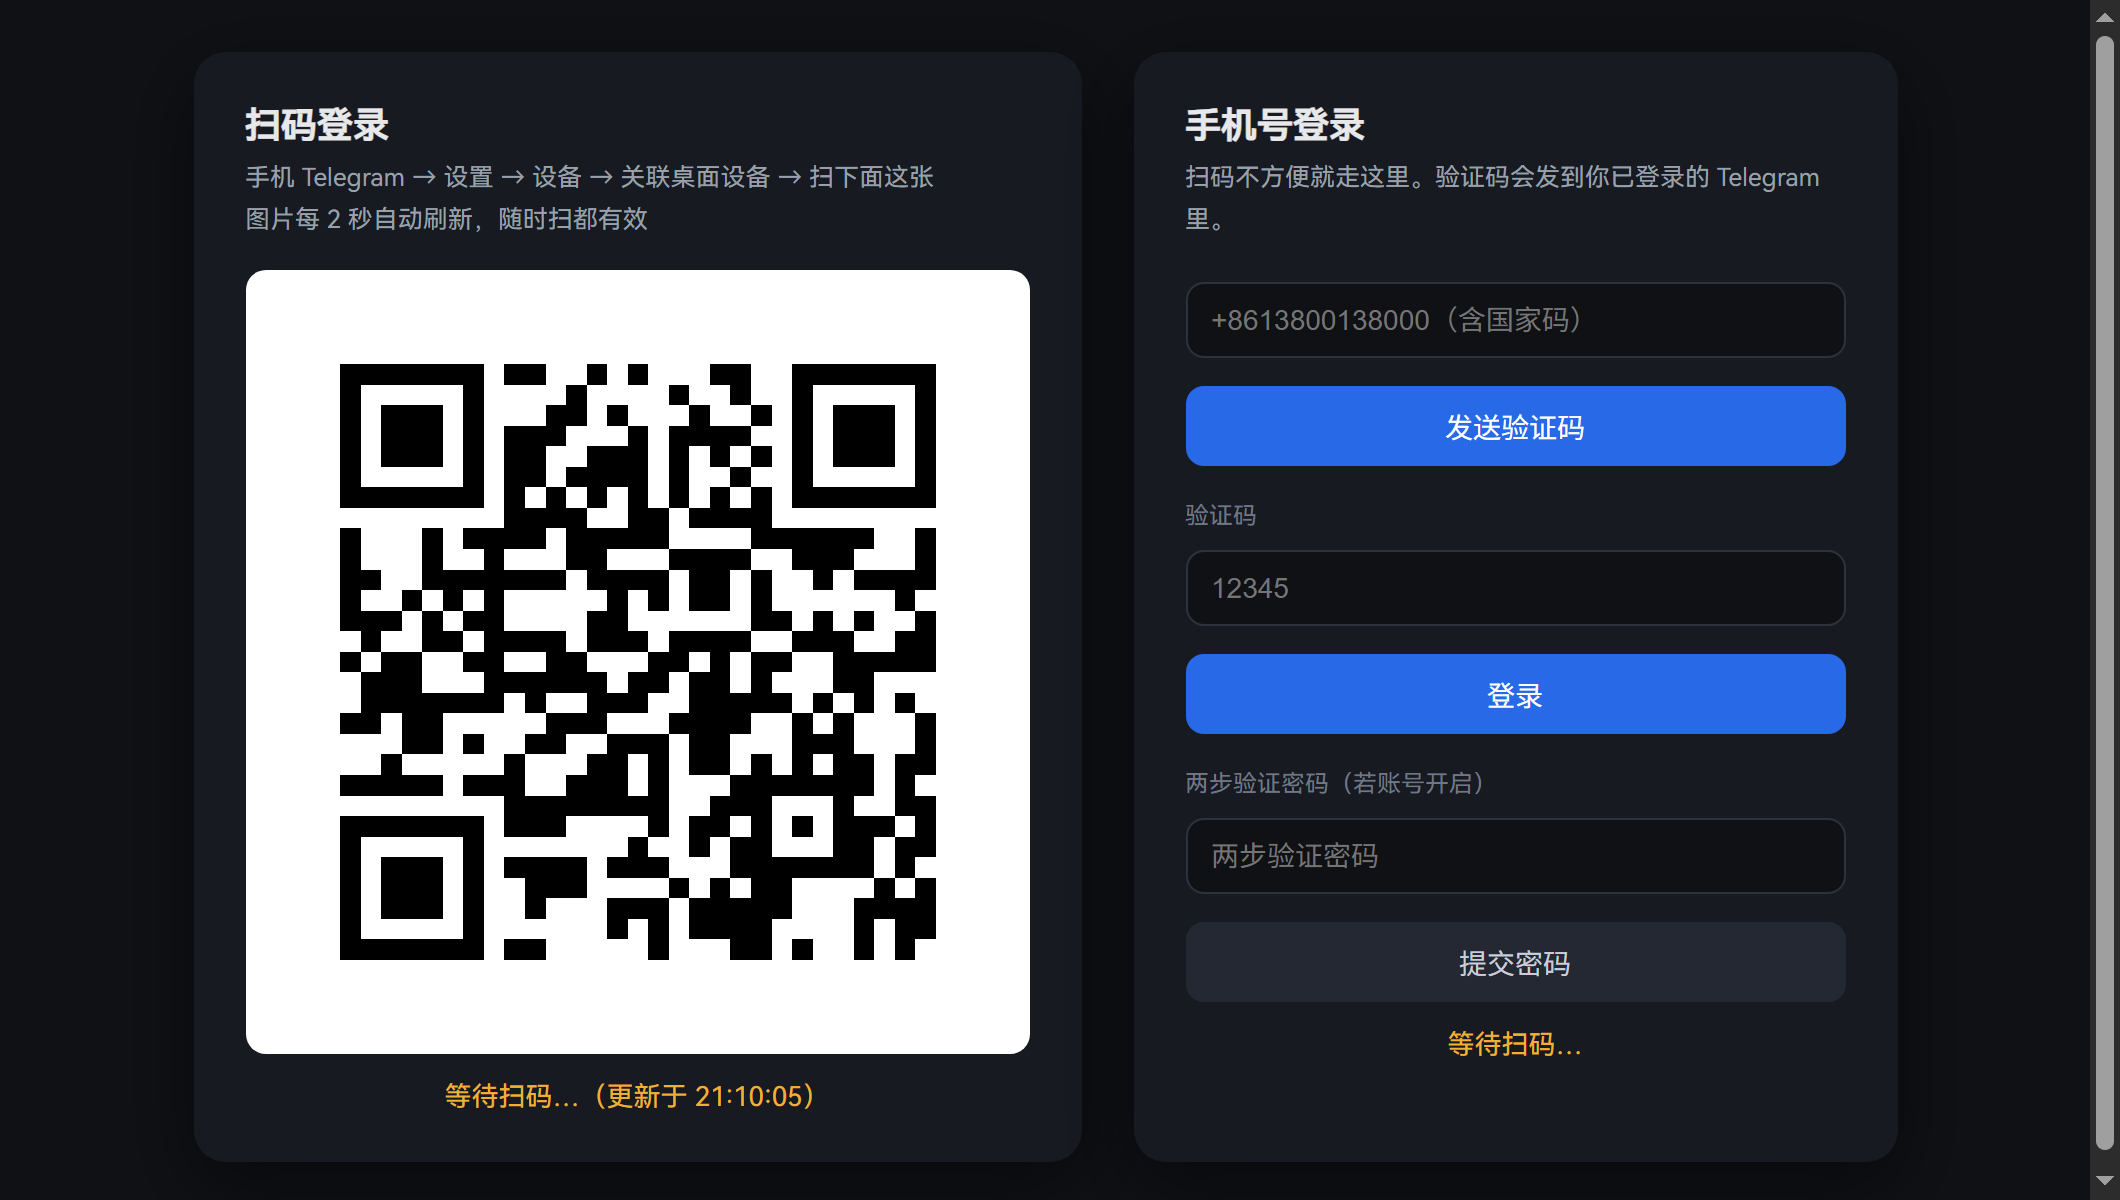 扫码登录
手机 Telegram → 设置 → 设备 → 关联桌面设备 → 扫下面这张
图片每 2 秒自动刷新，随时扫都有效
等待扫码...（更新于 21:10:05）
手机号登录
扫码不方便就走这里。验证码会发到你已登录的 Telegram
里。
+8613800138000（含国家码）
发送验证码
验证码
12345
登录
两步验证密码（若账号开启）
两步验证密码
提交密码
等待扫码...